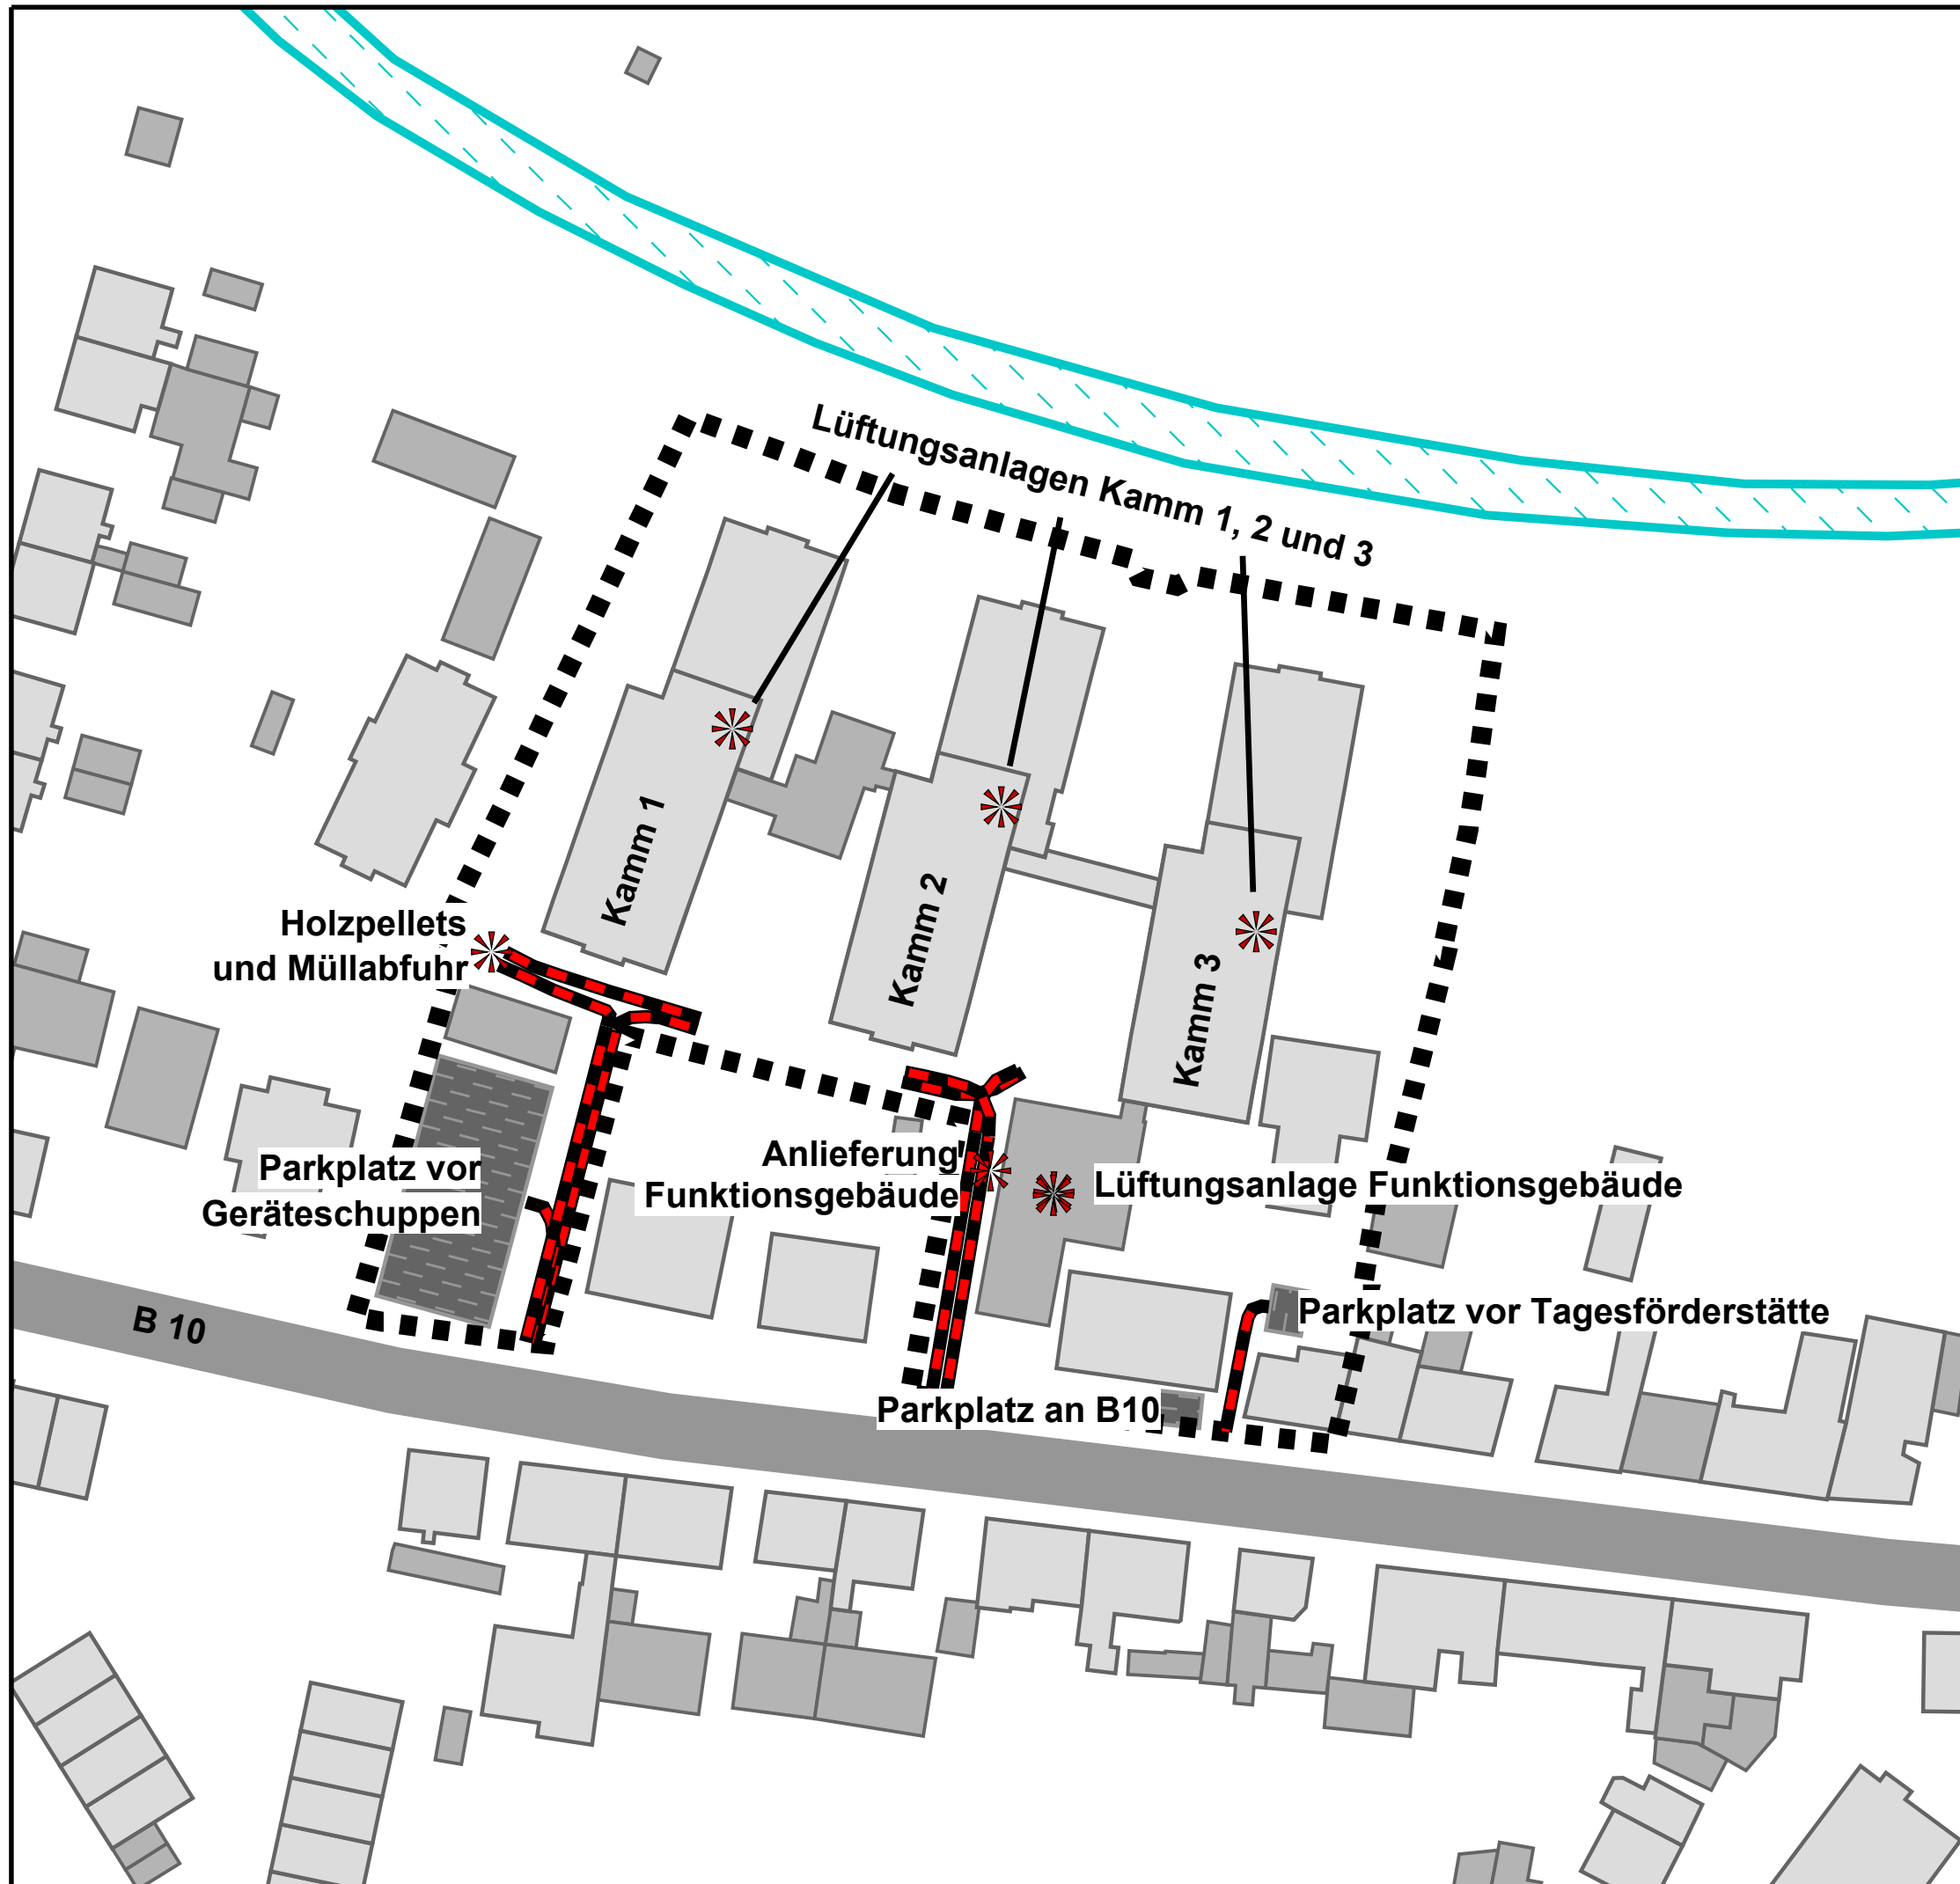 Lüftungsanlagen Kamm 1, 2 und 3
Kamm 1
Kamm 2
Kamm 3
Holzpellets
und Müllabfuhr
Parkplatz vor
Geräteschuppen
Anlieferung
Funktionsgebäude
Lüftungsanlage Funktionsgebäude
Parkplatz vor Tagesförderstätte
B 10
Parkplatz an B10